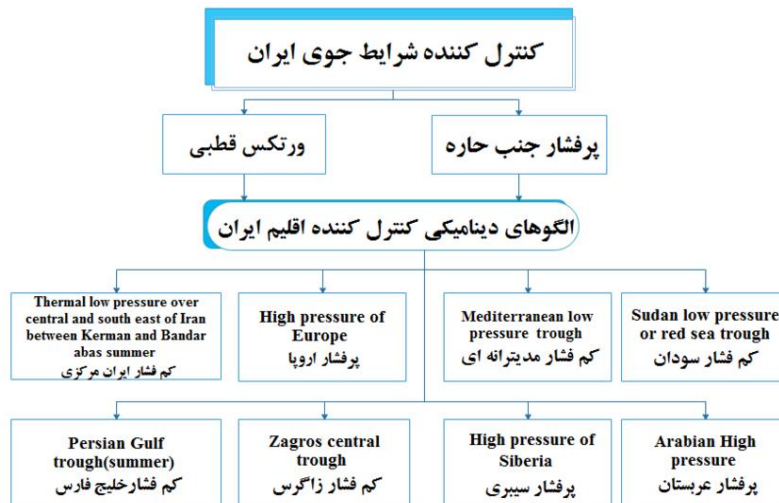 کنترل کننده شرایط جوی ایران
پرفشار جنب حاره
ورتکس قطبی
الگوهای دینامیکی کنترل کننده اقلیم ایران
Thermal low pressure over
central and south east of Iran
between Kerman and Bandar
abas summer
کم فشار ایران مرکزی
High pressure of
Europe
پرفشار اروپا
Mediterranean low
pressure trough
کم فشار مدیترانه ای
Sudan low pressure
or red sea trough
کم فشار سودان
Persian Gulf
trough(summer)
کم فشارخلیج فارس
Zagros central
trough
کم فشار زاگرس
High pressure of
Siberia
پرفشار سیبری
Arabian High
pressure
پرفشار عربستان